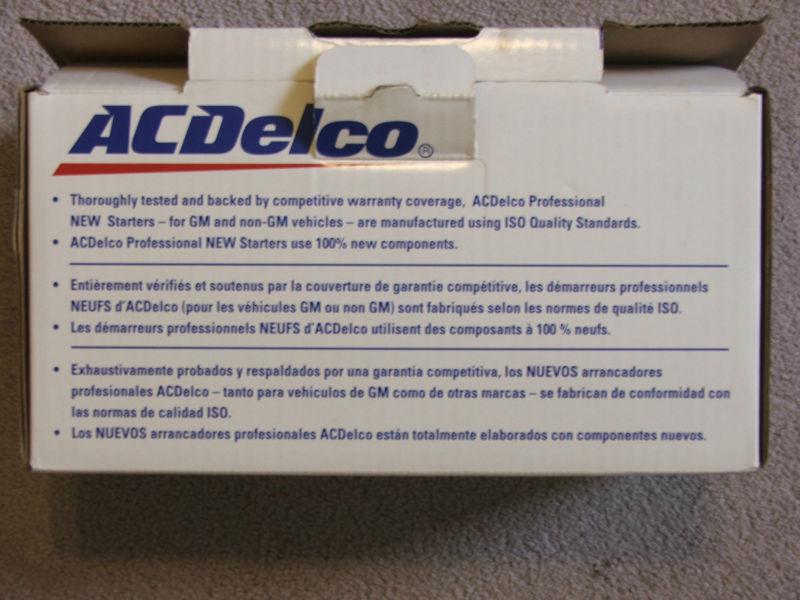 ACDelco®
• Thoroughly tested and backed by competitive warranty coverage, ACDelco Professional
NEW Starters – for GM and non-GM vehicles – are manufactured using ISO Quality Standards.
• ACDelco Professional NEW Starters use 100% new components.
• Entièrement vérifiés et soutenus par la couverture de garantie compétitive, les démarreurs professionnels
NEUFS d'ACDelco (pour les véhicules GM ou non GM) sont fabriqués selon les normes de qualité ISO.
• Les démarreurs professionnels NEUFS d'ACDelco utilisent des composants à 100 % neufs.
• Exhaustivamente probados y respaldados por una garantía competitiva, los NUEVOS arrancadores
profesionales ACDelco – tanto para vehículos de GM como de otras marcas – se fabrican de conformidad con
las normas de calidad ISO.
• Los NUEVOS arrancadores profesionales ACDelco están totalmente elaborados con componentes nuevos.